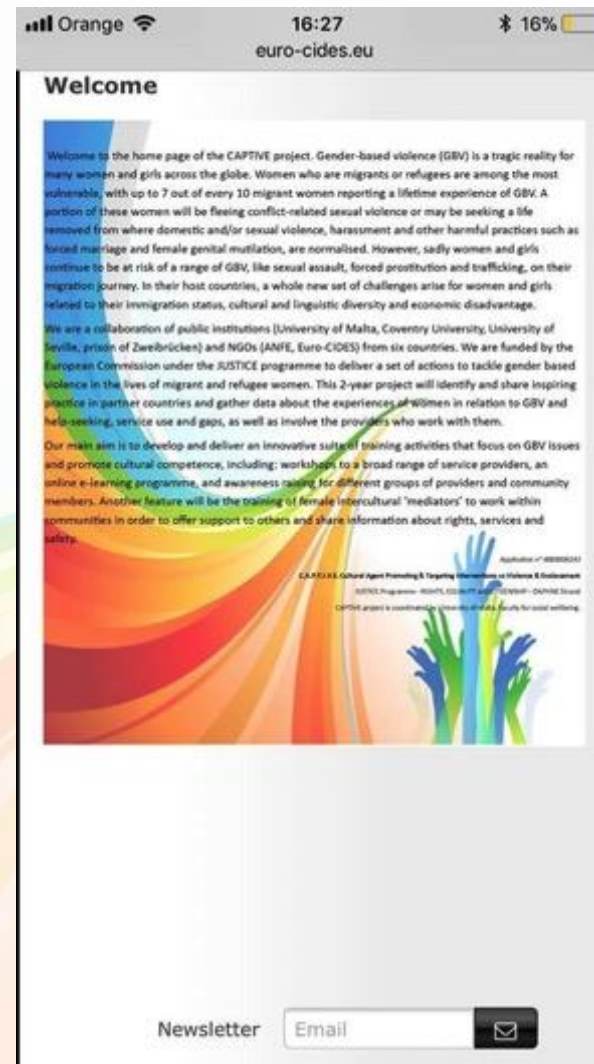 Orange
16:27
16%
euro-cides.eu
Welcome
Welcome to the home page of the CAPTIVE project. Gender-based violence (GBV) is a tragic reality for
many women and girls across the globe. Women who are migrants or refugees are among the most
vulnerable, with up to 7 out of every 10 migrant women reporting a lifetime experience of GBV. A
portion of these women will be fleeing conflict-related sexual violence or may be seeking a life
removed from where domestic and/or sexual violence, harassment and other harmful practices such as
forced marriage and female genital mutilation, are normalised. However, sadly women and girls
continue to be at risk of a range of GBV, like sexual assault, forced prostitution and trafficking, on their
migration journey. In their host countries, a whole new set of challenges arise for women and girls
related to their immigration status, cultural and linguistic diversity and economic disadvantage.
We are a collaboration of public institutions (University of Malta, Coventry University, University of
Seville, prison of Zweibrücken) and NGOs (ANFE, Euro-CIDES) from six countries. We are funded by the
European Commission under the JUSTICE programme to deliver a set of actions to tackle gender based
violence in the lives of migrant and refugee women. This 2-year project will identify and share inspiring
practice in partner countries and gather data about the experiences of women in relation to GBV and
help-seeking, service use and gaps, as well as involve the providers who work with them.
Our main aim is to develop and deliver an innovative suite of training activities that focus on GBV issues
and promote cultural competence, including: workshops to a broad range of service providers, an
online e-learning programme, and awareness raising for different groups of providers and community
members. Another feature will be the training of female intercultural 'mediators' to work within
communities in order to offer support to others and share information about rights, services and
safety.
Application n°
C.A.P.T.I.V.E. Cultural Agent Promoting & Targeting Interventions vs Violence & Enslavement
JUSTICE Programme - RIGHTS, EQUALITY - DAPHNE Strand
CAPTIVE project is coordinated by University of Malta, Faculty for social wellbeing.
Newsletter
Email